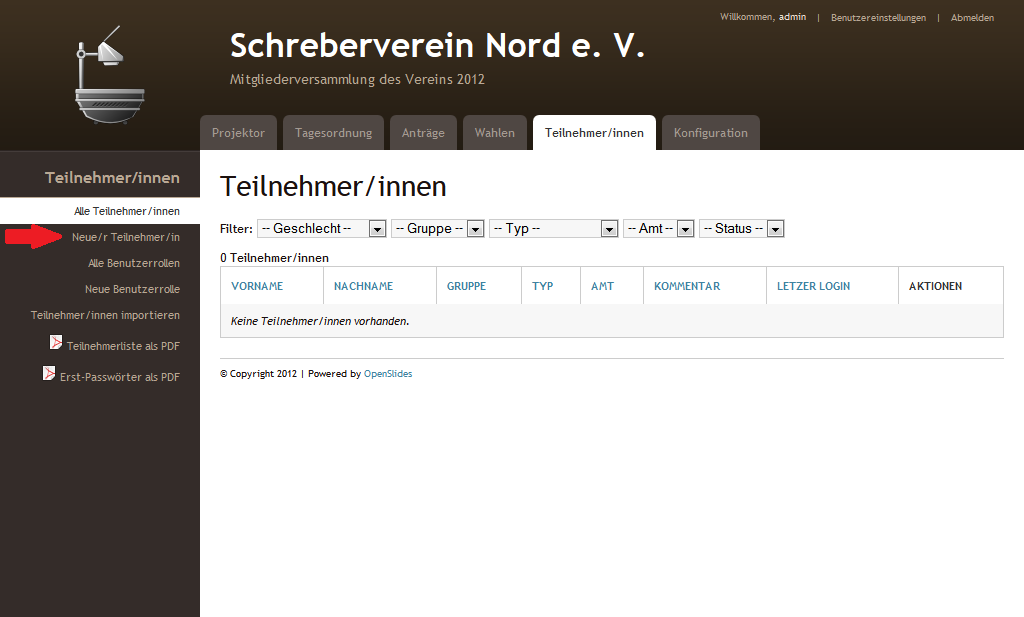 Willkommen, admin | Benutzereinstellungen | Abmelden
Schreberverein Nord e. V.
Mitgliederversammlung des Vereins 2012
Projektor Tagesordnung Anträge Wahlen Teilnehmer/innen Konfiguration
Teilnehmer/innen
Alle Teilnehmer/innen
Neue/r Teilnehmer/in
Alle Benutzerrollen
Neue Benutzerrolle
Teilnehmer/innen importieren
Teilnehmerliste als PDF
Erst-Passwörter als PDF
Teilnehmer/innen
Filter: -- Geschlecht -- -- Gruppe -- -- Typ -- -- Amt -- -- Status --
0 Teilnehmer/innen
VORNAME NACHNAME GRUPPE TYP AMT KOMMENTAR LETZER LOGIN AKTIONEN
Keine Teilnehmer/innen vorhanden.
© Copyright 2012 | Powered by OpenSlides